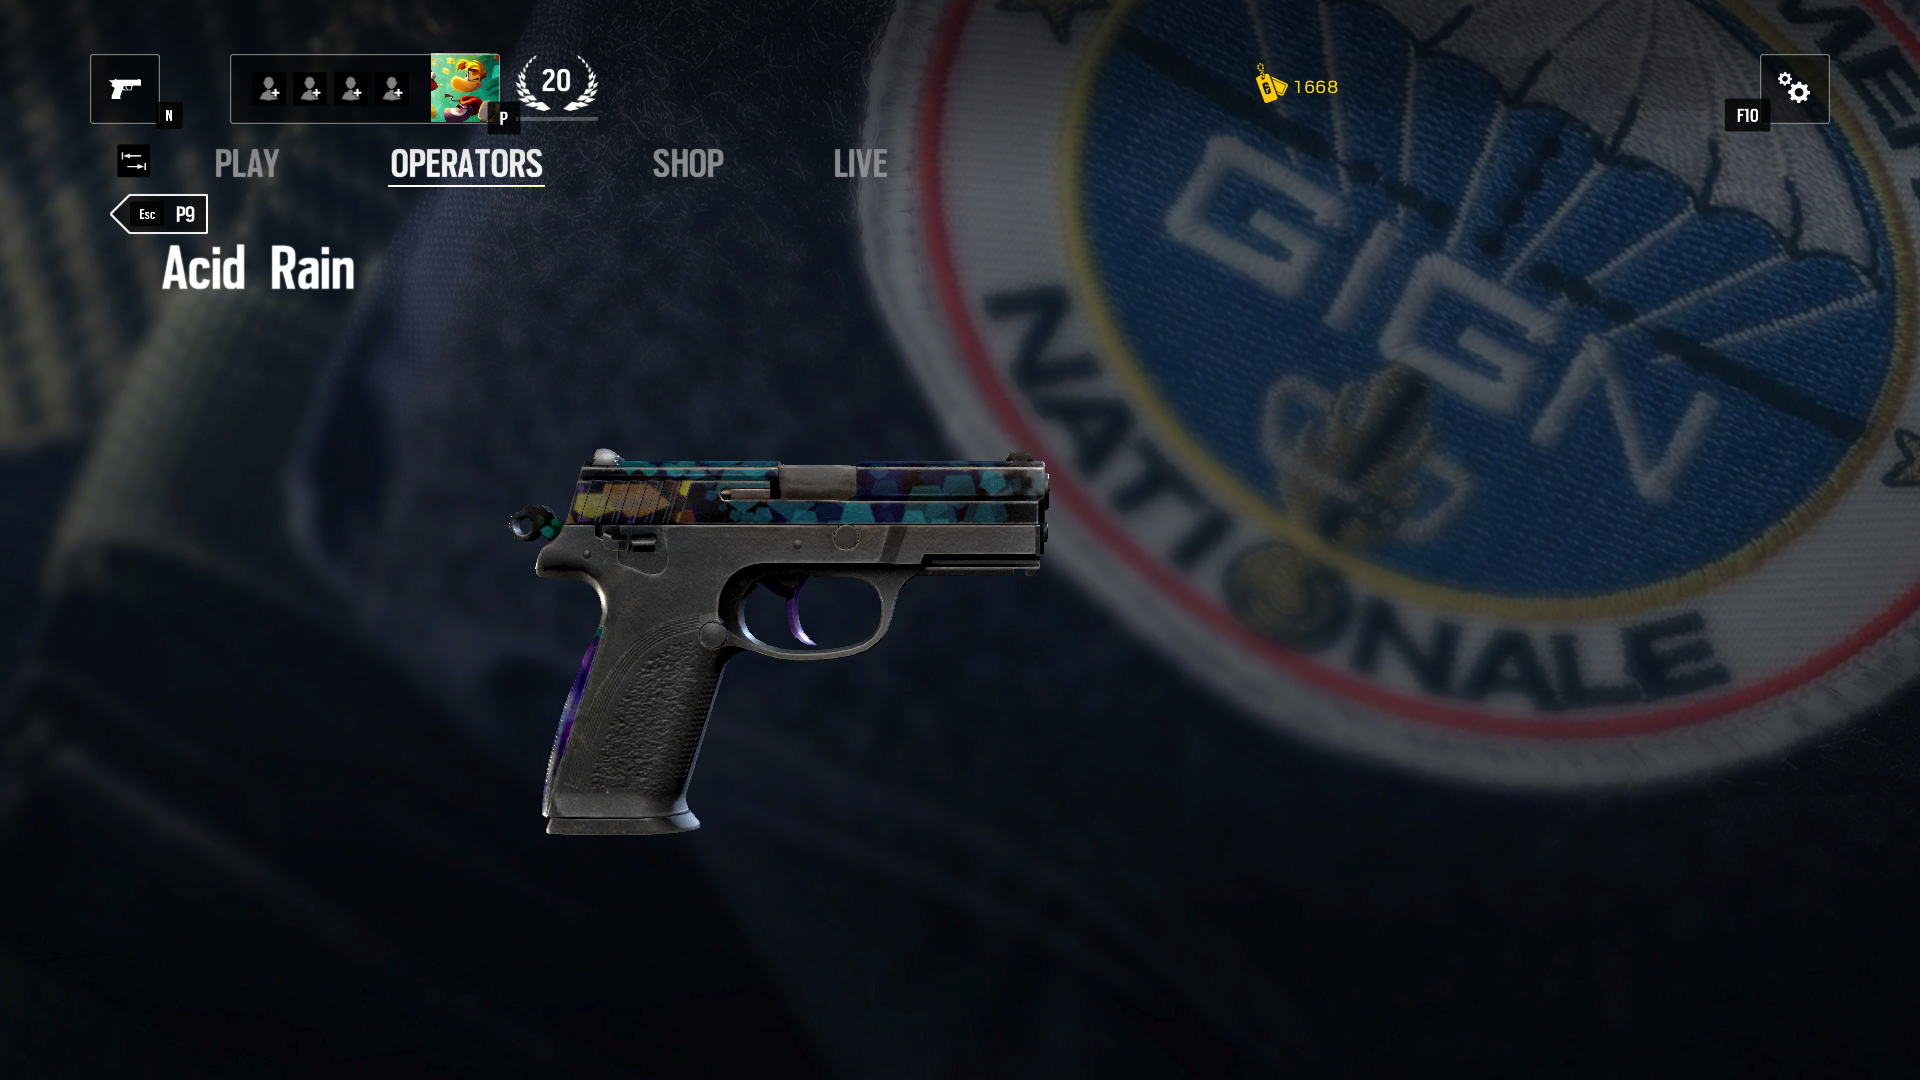 N
P
20
1668
F10
PLAY
OPERATORS
SHOP
LIVE
Esc
P9
Acid Rain
GIGN
NATIONALE